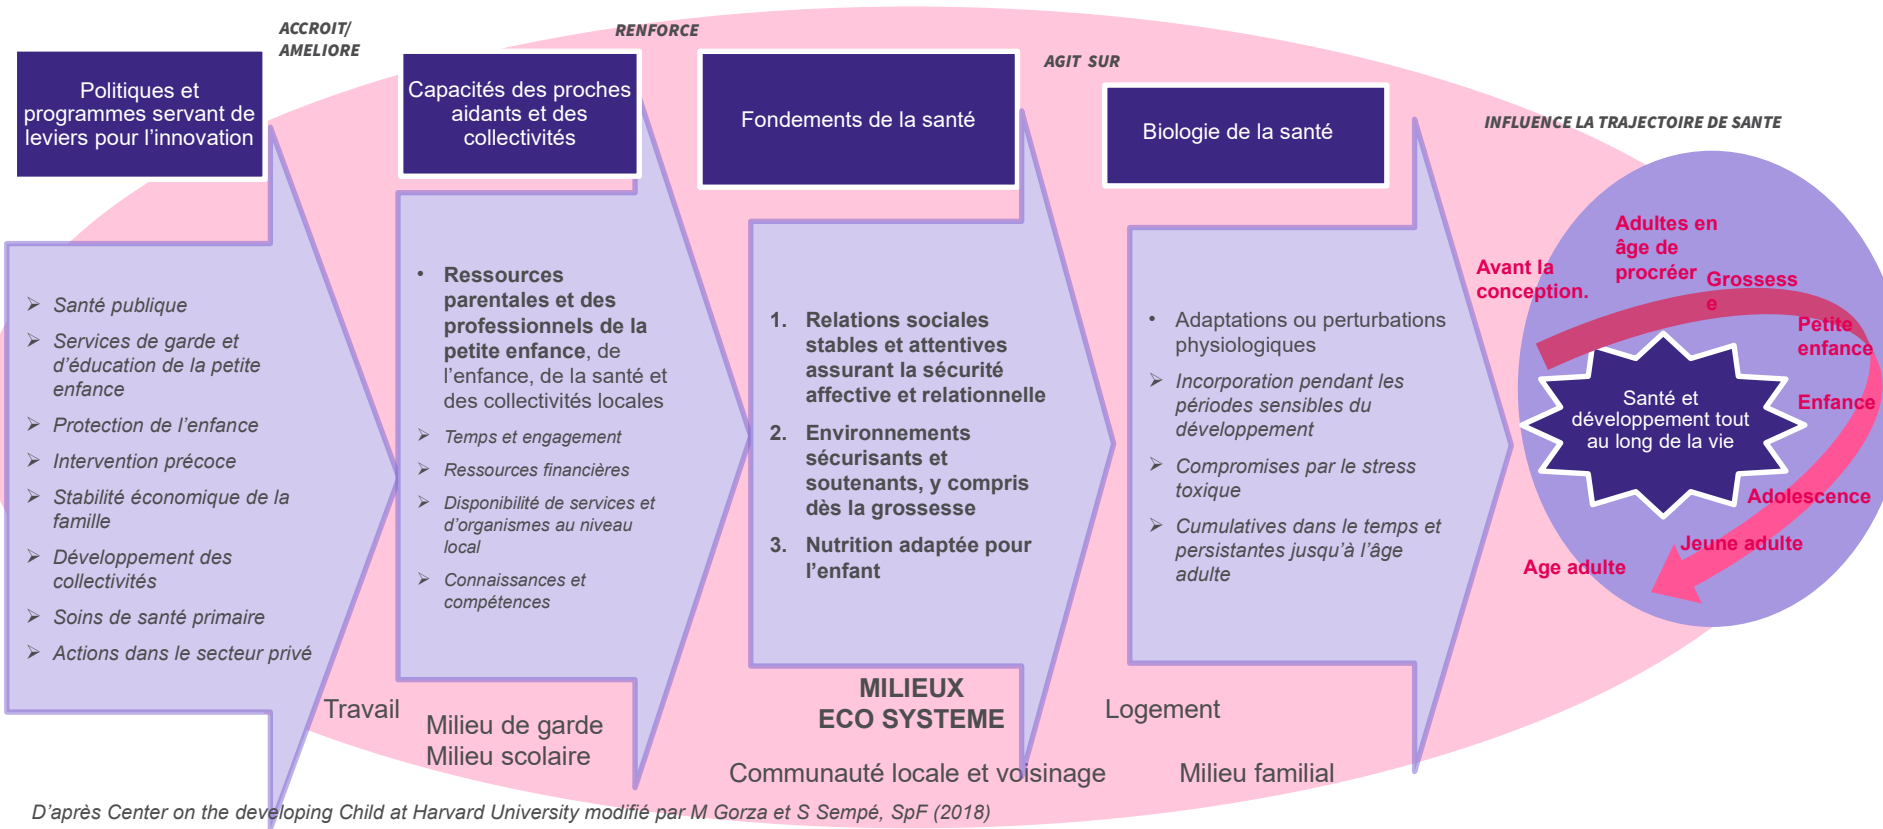 ACCROIT/
AMELIORE
RENFORCE
AGIT SUR
INFLUENCE LA TRAJECTOIRE DE SANTE
Politiques et
programmes servant de
leviers pour l’innovation
Capacités des proches
aidants et des
collectivités
Fondements de la santé
Biologie de la santé
➢ Santé publique
➢ Services de garde et
d’éducation de la petite
enfance
➢ Protection de l’enfance
➢ Intervention précoce
➢ Stabilité économique de la
famille
➢ Développement des
collectivités
➢ Soins de santé primaire
➢ Actions dans le secteur privé
• Ressources
parentales et des
professionnels de la
petite enfance, de
l’enfance, de la santé et
des collectivités locales
➢ Temps et engagement
➢ Ressources financières
➢ Disponibilité de services et
d’organismes au niveau
local
➢ Connaissances et
compétences
1. Relations sociales
stables et attentives
assurant la sécurité
affective et relationnelle
2. Environnements
sécurisants et
soutenants, y compris
dès la grossesse
3. Nutrition adaptée pour
l’enfant
• Adaptations ou perturbations
physiologiques
➢ Incorporation pendant les
périodes sensibles du
développement
➢ Compromises par le stress
toxique
➢ Cumulatives dans le temps et
persistantes jusqu’à l’âge
adulte
Avant la
conception.
Adultes en
âge de
procréer
Grossess
e
Petite
enfance
Enfance
Adolescence
Jeune adulte
Age adulte
Santé et
développement tout
au long de la vie
Travail
Milieu de garde
Milieu scolaire
MILIEUX
ECO SYSTEME
Logement
Communauté locale et voisinage
Milieu familial
D’après Center on the developing Child at Harvard University modifié par M Gorza et S Sempé, SpF (2018)